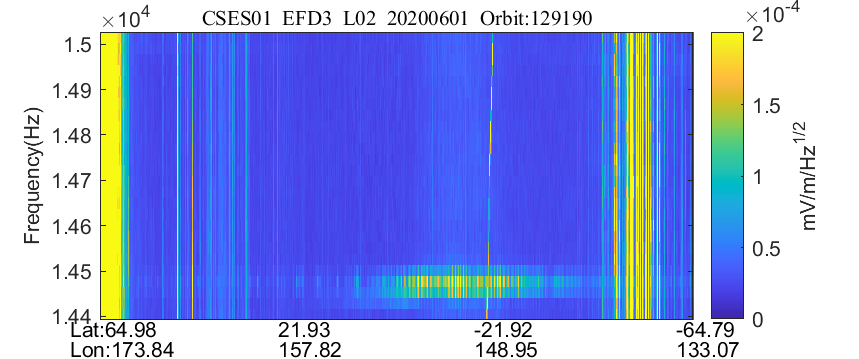 ×10⁴ CSES01 EFD3 L02 20200601 Orbit:129190 ×10⁻⁴
1.5
1.49
1.48
1.47
1.46
1.45
1.44
Frequency(Hz)
2
1.5
1
0.5
0
mV/m/Hz^1/2
Lat:64.98 21.93 -21.92 -64.79
Lon:173.84 157.82 148.95 133.07